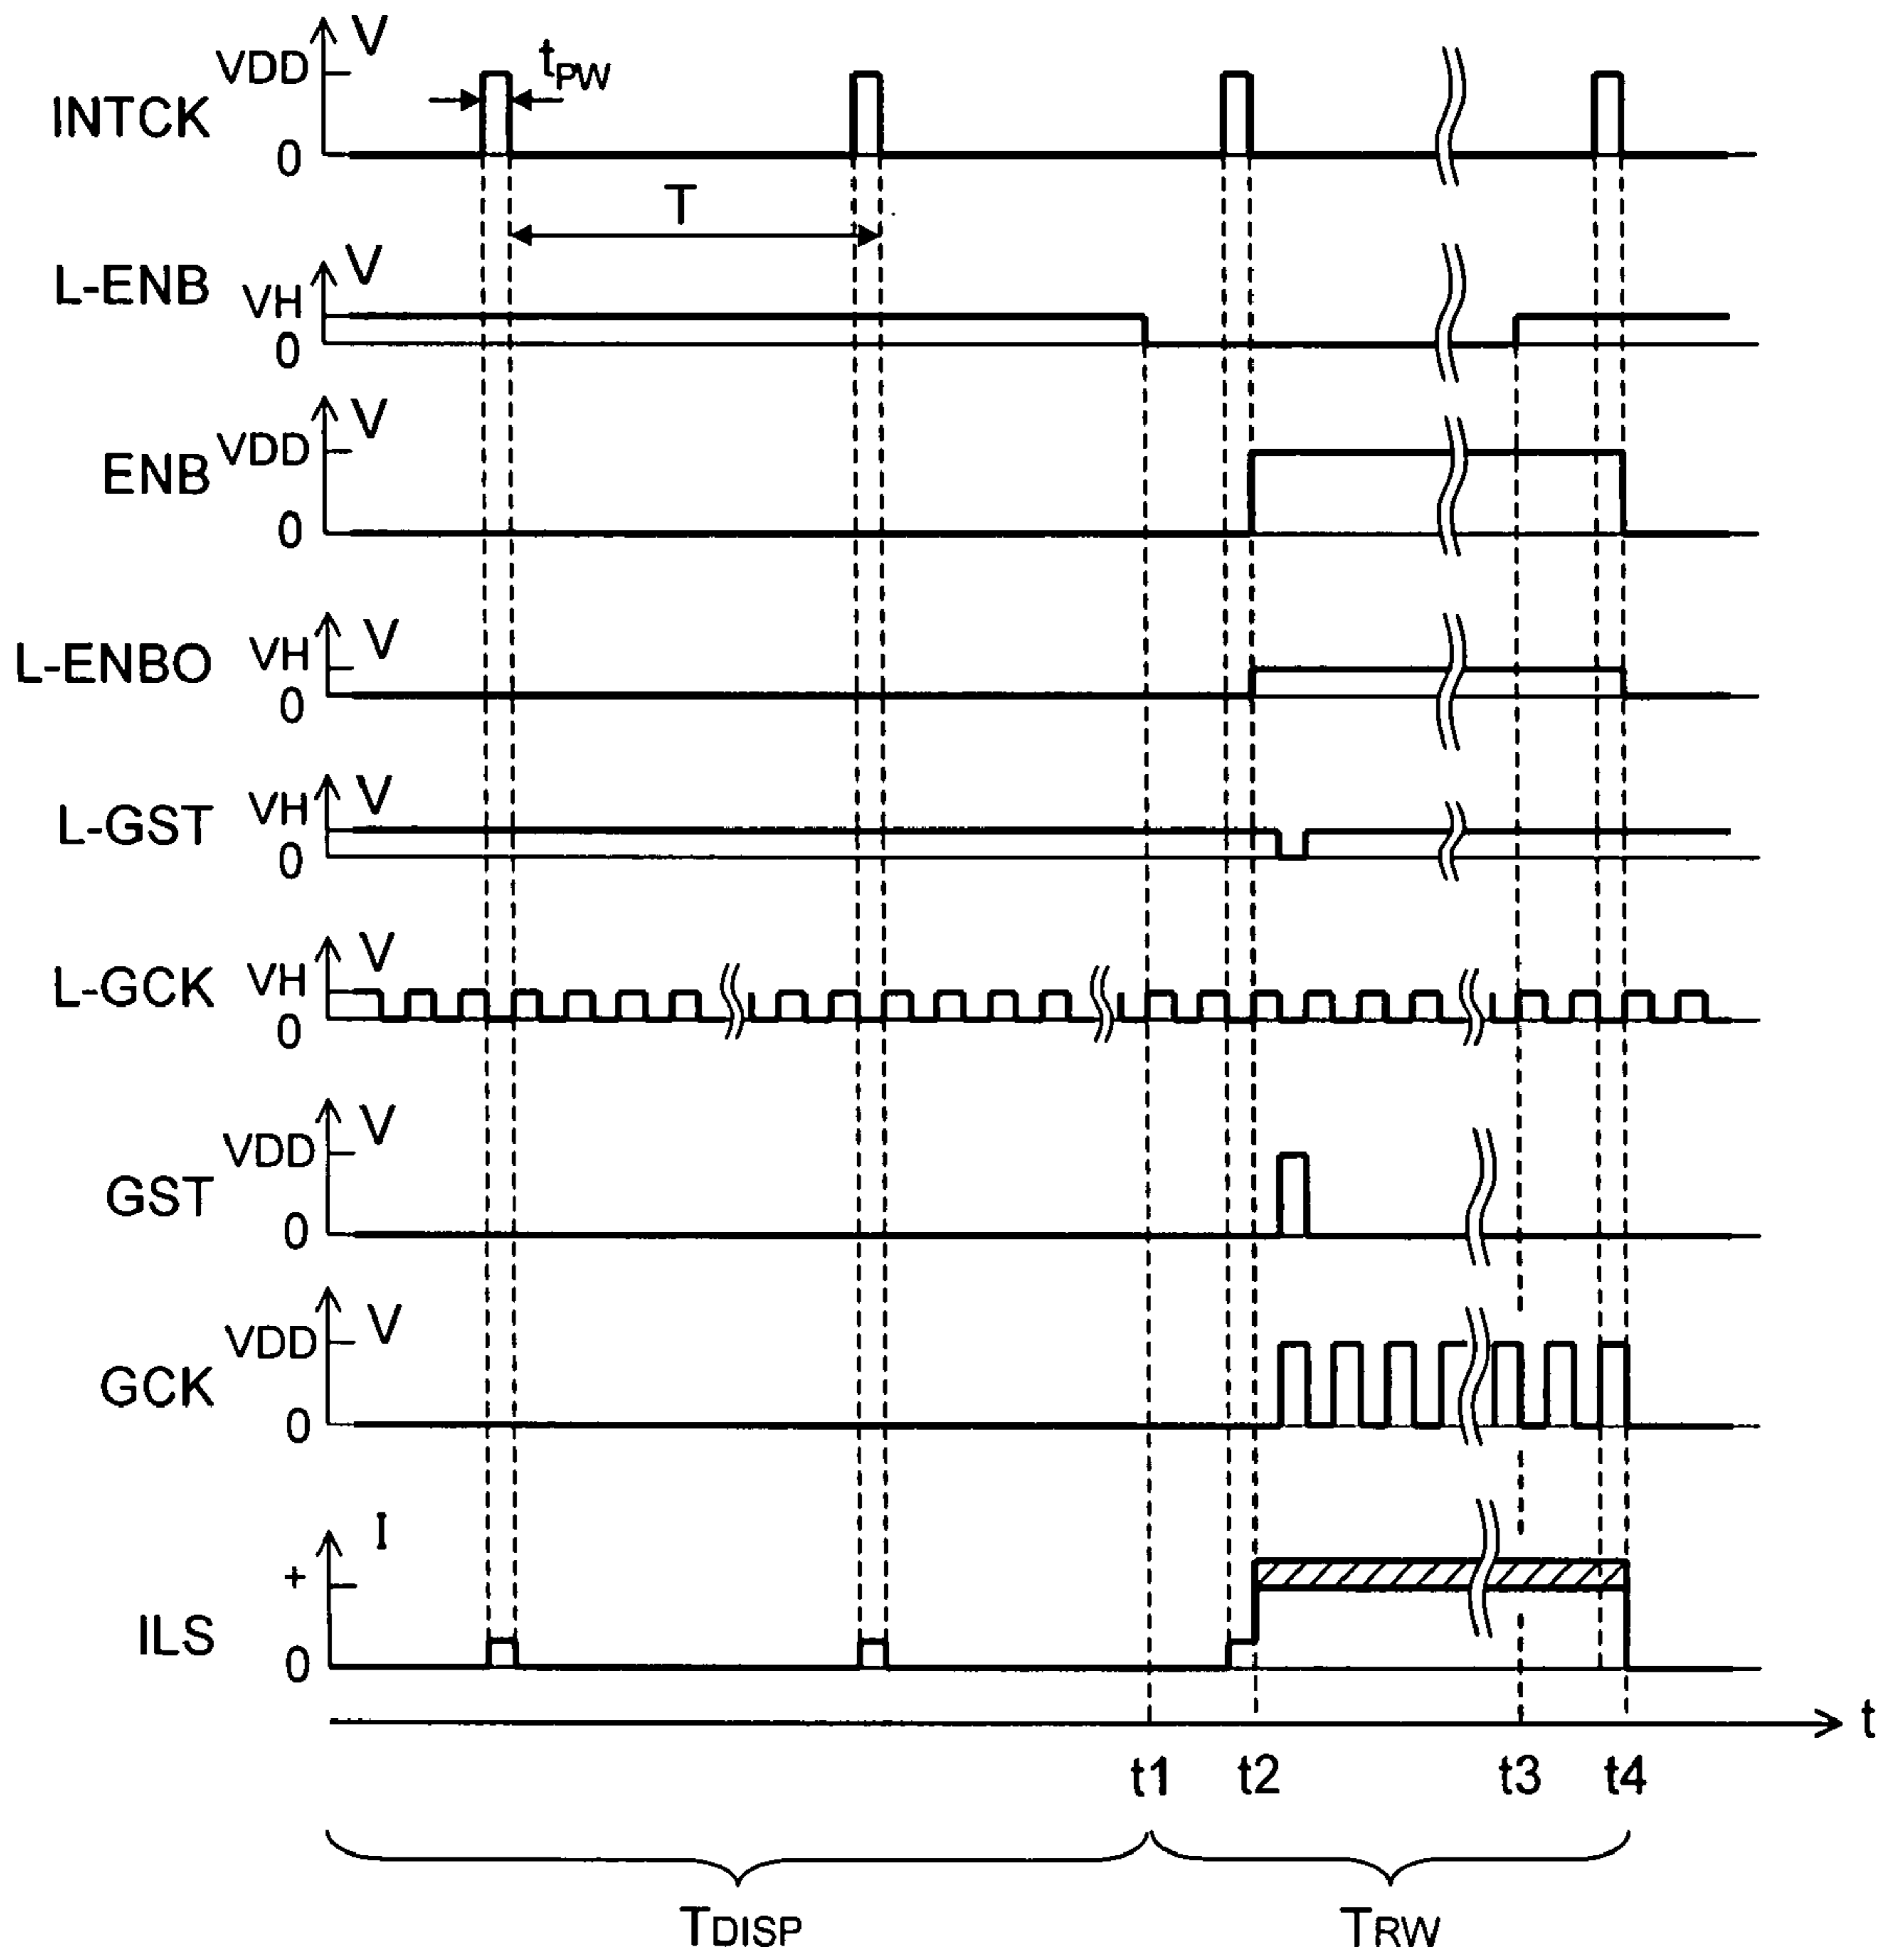 V
VDD
tPW
INTCK
0
T
V
L-ENB
VH
0
V
VDD
ENB
0
V
VH
L-ENBO
0
V
VH
L-GST
0
V
VH
L-GCK
0
V
VDD
GST
0
V
VDD
GCK
0
I
+
ILS
0
t
t1 t2 t3 t4
TDISP TRW